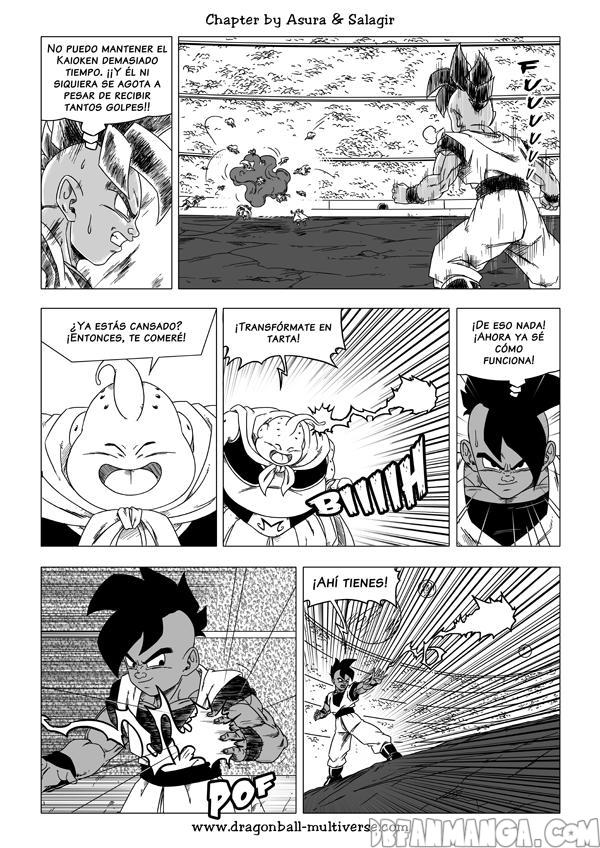 Chapter by Asura & Salagir
No puedo mantener el
Kaioken demasiado
tiempo. ¡¡Y él ni
siquiera se agota a
pesar de recibir
tantos golpes!!
FUUUUUU
¿Ya estás cansado?
¡Entonces, te comeré!
¡Transfórmate en
tarta!
BIIIIH
¡De eso nada!
¡Ahora ya sé
cómo
funciona!
POF
¡Ahí tienes!
www.dragonball-multiverse.com
DBFANMANGA.COM